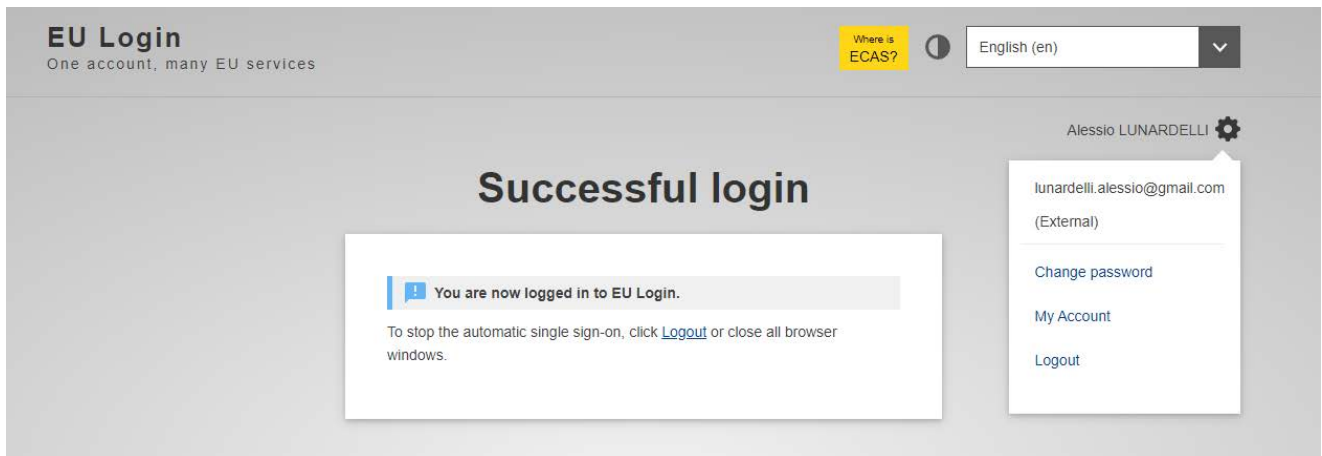 EU Login
One account, many EU services
Where is
ECAS?
English (en)
Alessio LUNARDELLI
Successful login
lunardelli.alessio@gmail.com
(External)
You are now logged in to EU Login.
To stop the automatic single sign-on, click Logout or close all browser
windows.
Change password
My Account
Logout